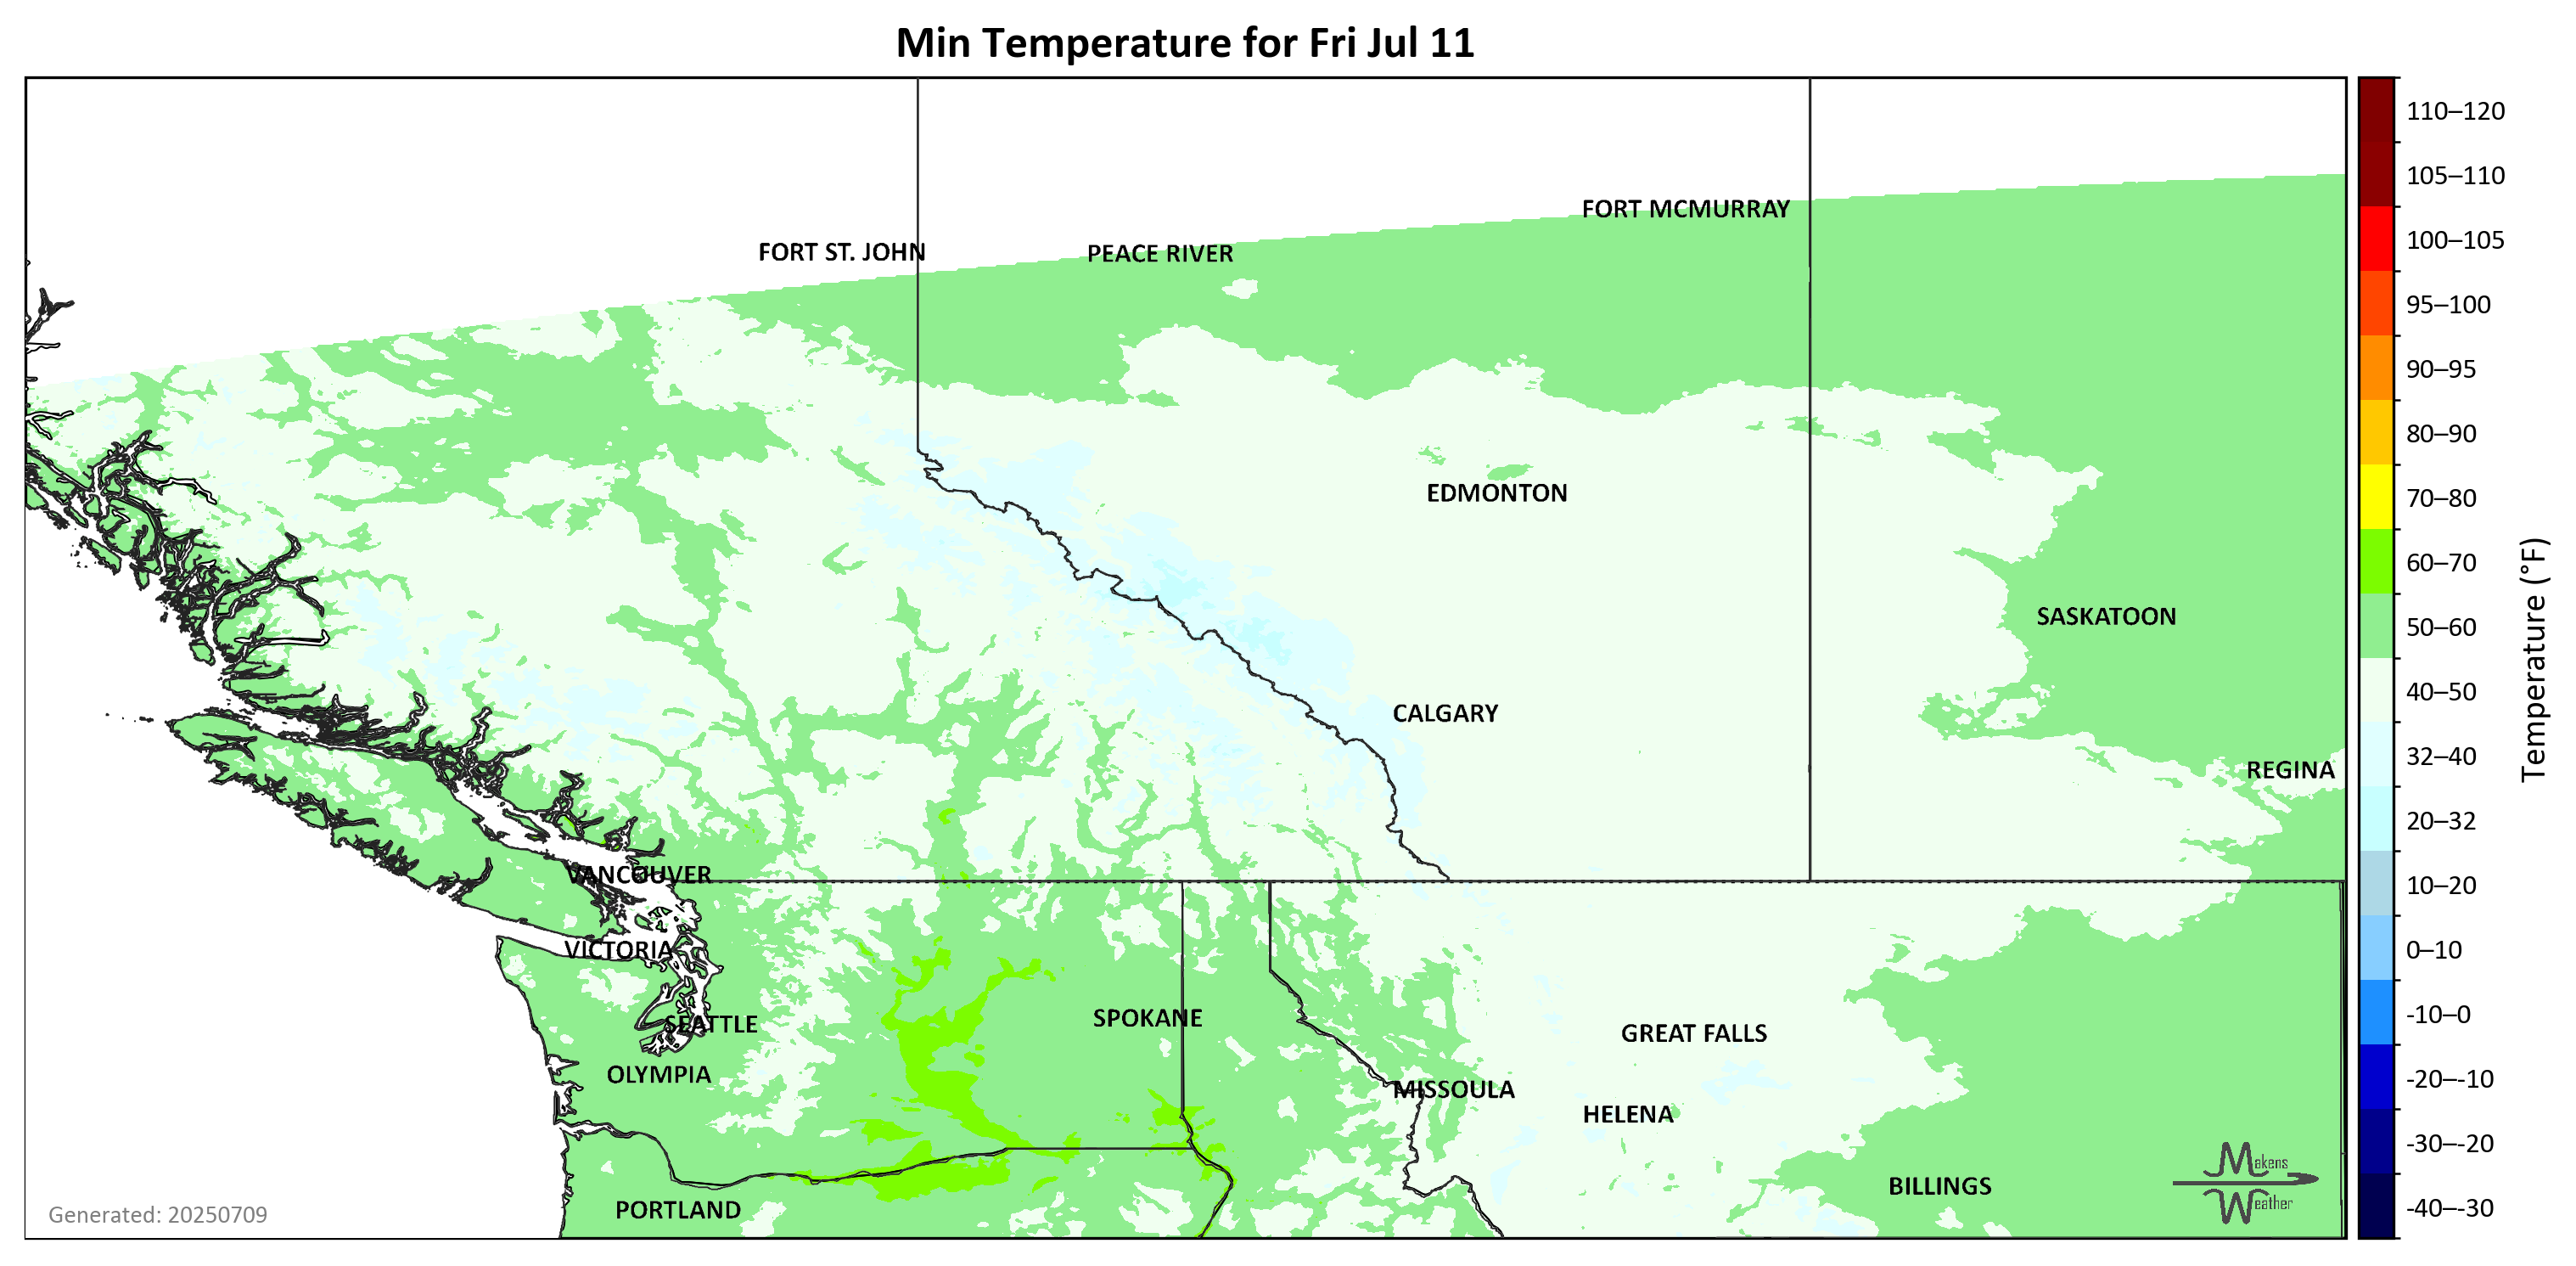 Min Temperature for Fri Jul 11
FORT MCMURRAY
FORT ST. JOHN
PEACE RIVER
EDMONTON
SASKATOON
CALGARY
REGINA
VANCOUVER
VICTORIA
SEATTLE
SPOKANE
GREAT FALLS
OLYMPIA
MISSOULA
HELENA
BILLINGS
PORTLAND
Makens
Weather
Generated: 20250709
110–120
105–110
100–105
95–100
90–95
80–90
70–80
60–70
50–60
40–50
32–40
20–32
10–20
0–10
-10–0
-20–-10
-30–-20
-40–-30
Temperature (°F)